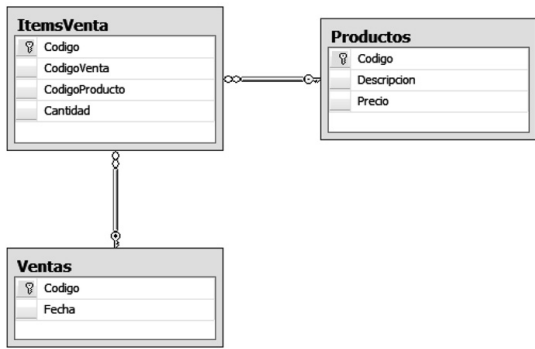 ItemsVenta
Codigo
CodigoVenta
CodigoProducto
Cantidad
Productos
Codigo
Descripcion
Precio
Ventas
Codigo
Fecha